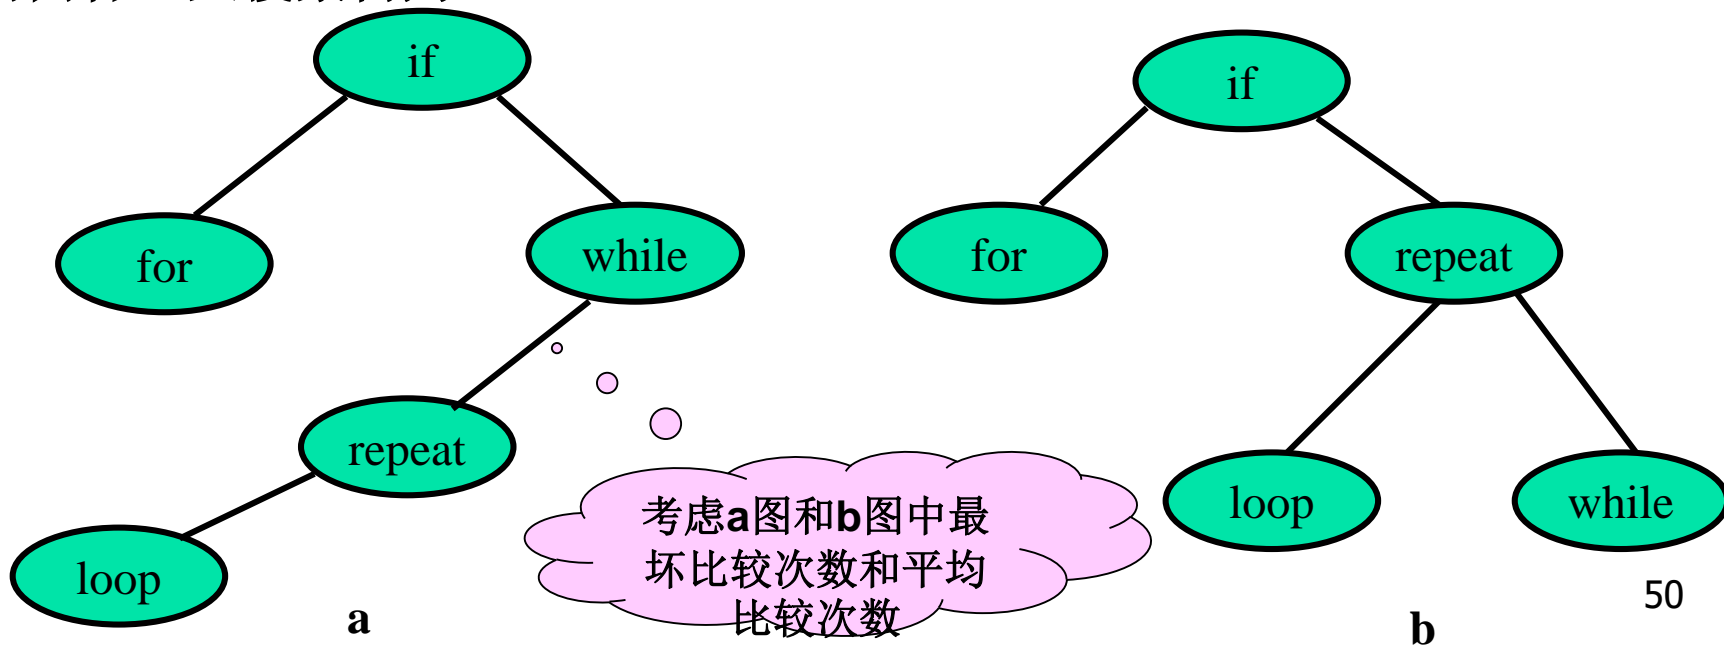 if
for
while
repeat
loop
a
if
for
repeat
loop
while
b
考虑a图和b图中最
坏比较次数和平均
比较次数
50